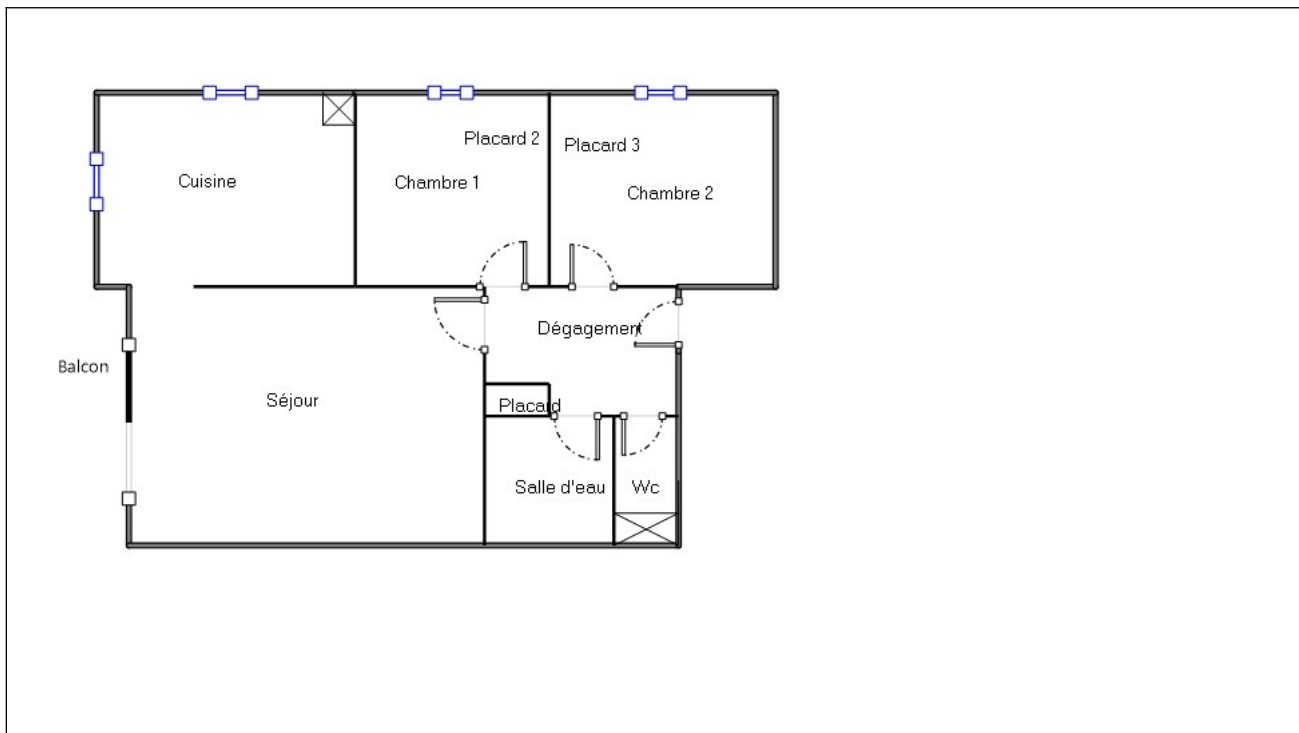 Placard 2
Placard 3
Cuisine
Chambre 1
Chambre 2
Dégagement
Balcon
Séjour
Placard
Salle d'eau
Wc